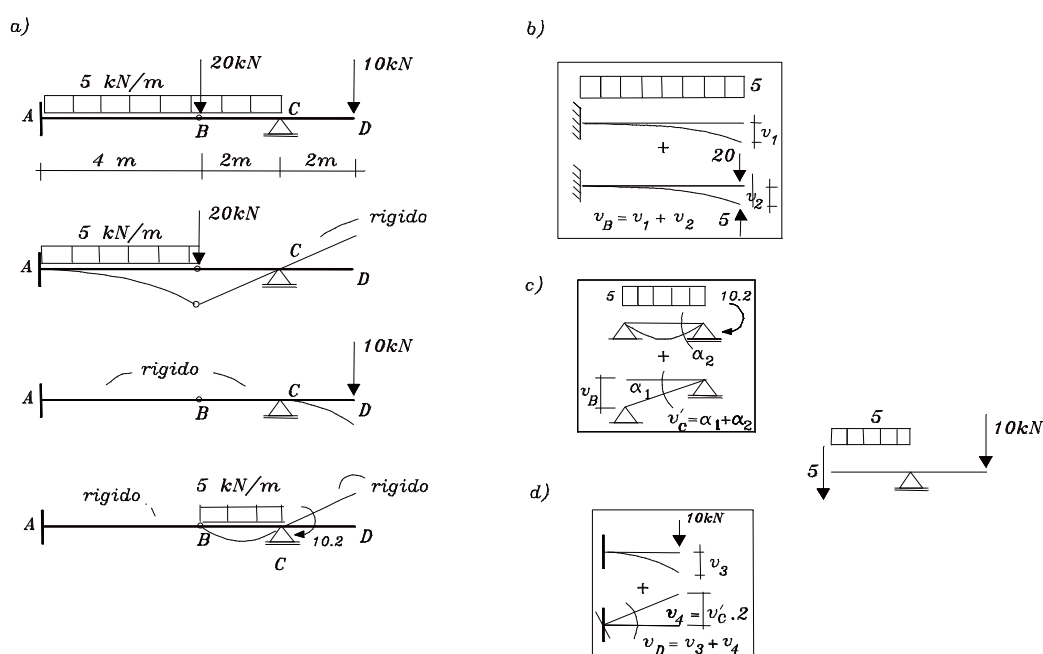 a)
20kN
10kN
5 kN/m
A
B
C
D
4 m
2m
2m
20kN
rigido
5 kN/m
A
C
D
10kN
rigido
A
B
C
D
rigido
5 kN/m
rigido
A
B
10.2
D
C
b)
5
v1
+
20
v2
vB = v1 + v2
5
c)
5
10.2
α2
+
vB
α1
v'C=α1+α2
5
10kN
5
d)
10kN
v3
+
v4 = v'C .2
vD = v3 + v4